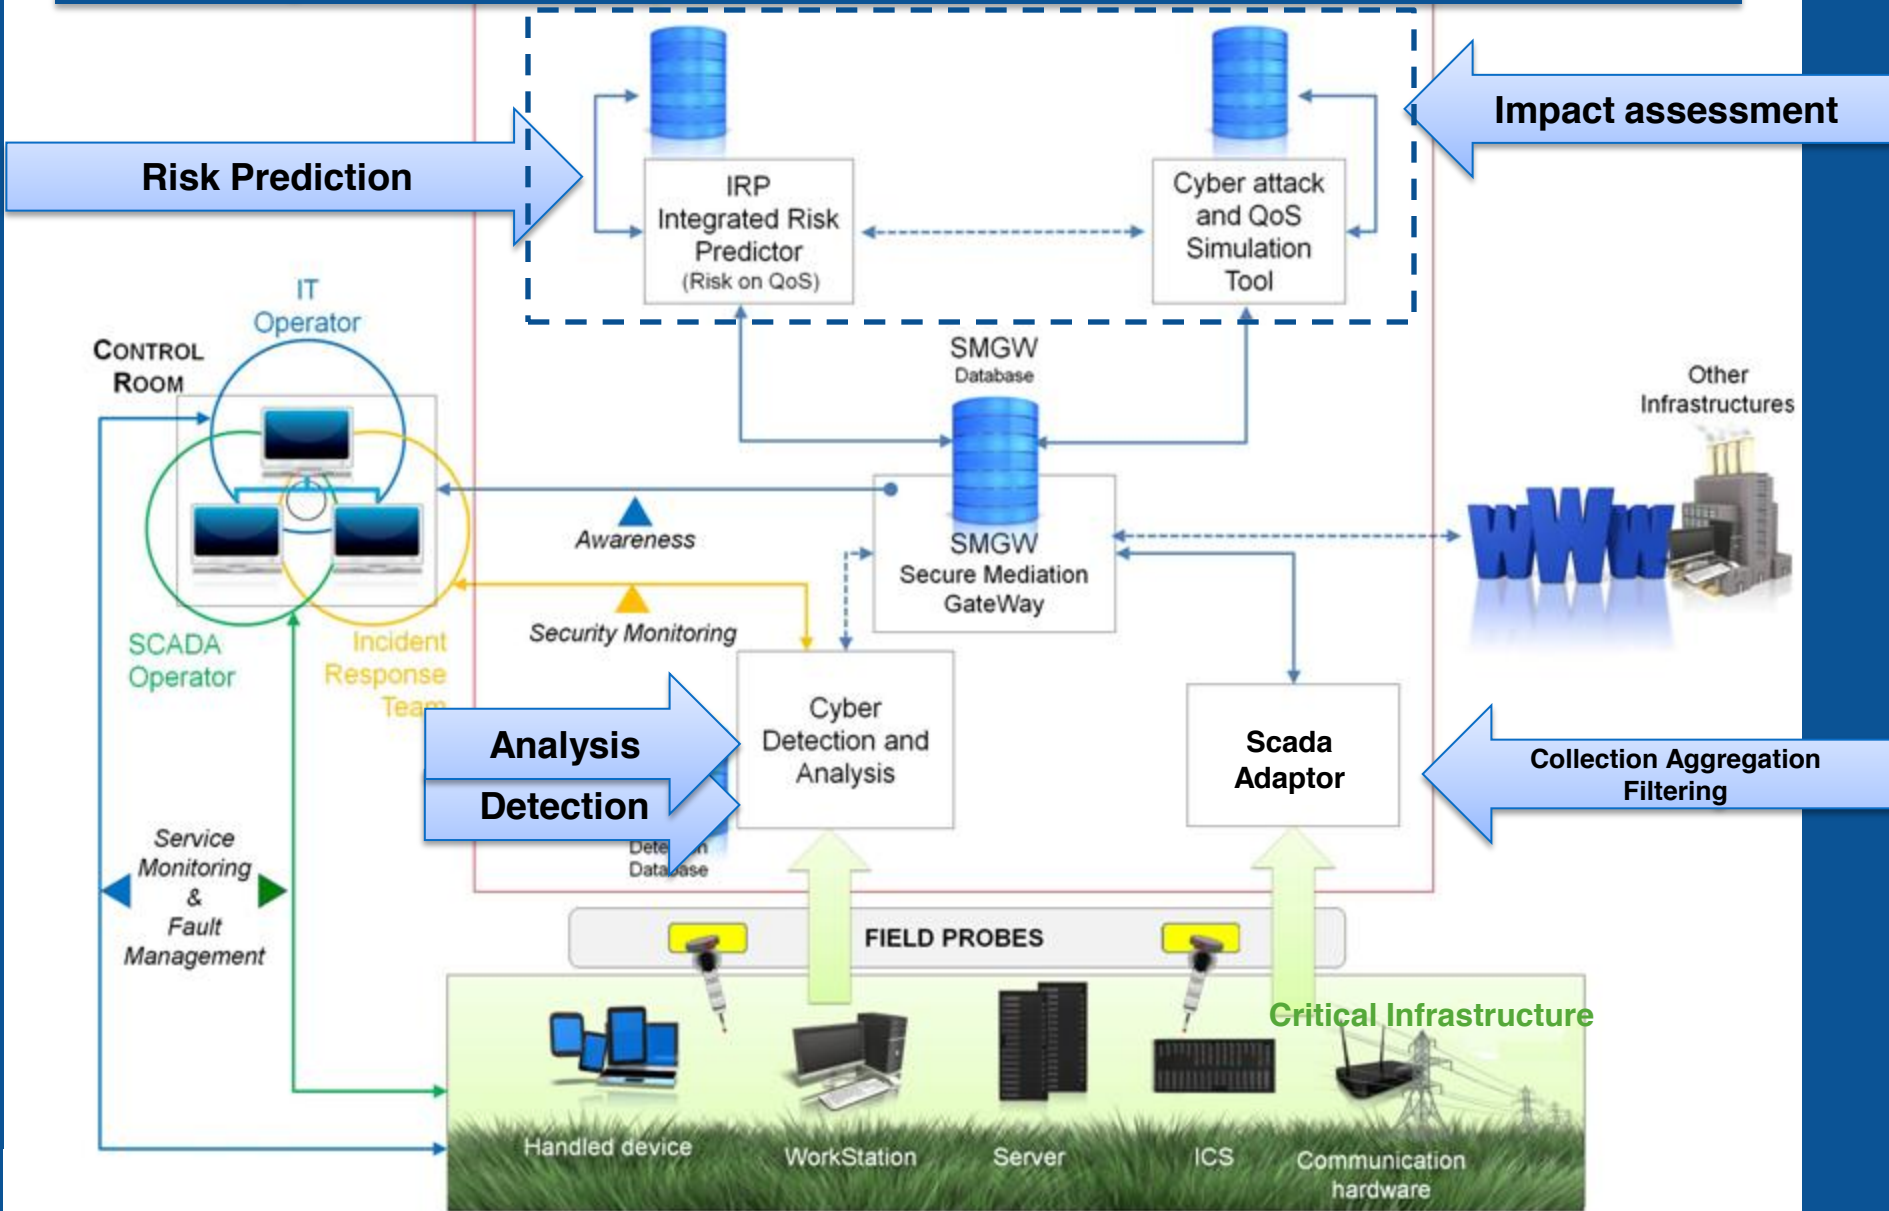 Impact assessment
Risk Prediction
IRP
Integrated Risk
Predictor
(Risk on QoS)
Cyber attack
and QoS
Simulation
Tool
IT
Operator
CONTROL
ROOM
SMGW
Database
Other
Infrastructures
WWW
Awareness
SMGW
Secure Mediation
GateWay
Security Monitoring
SCADA
Operator
Incident
Response
Team
Analysis
Detection
Cyber
Detection and
Analysis
Scada
Adaptor
Collection Aggregation
Filtering
Database
Service
Monitoring
&
Fault
Management
FIELD PROBES
Critical Infrastructure
Handled device
WorkStation
Server
ICS
Communication
hardware